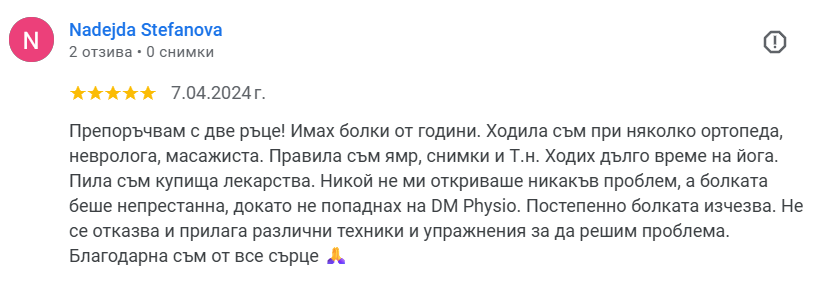 N
Nadejda Stefanova
2 отзива • 0 снимки
7.04.2024 г.
Препоръчвам с две ръце! Имах болки от години. Ходила съм при няколко ортопеда,
невролога, масажиста. Правила съм ямр, снимки и Т.н. Ходих дълго време на йога.
Пила съм купища лекарства. Никой не ми откриваше никакъв проблем, а болката
беше непрестанна, докато не попаднах на DM Physio. Постепенно болката изчезва. Не
се отказва и прилага различни техники и упражнения за да решим проблема.
Благодарна съм от все сърце 🙏